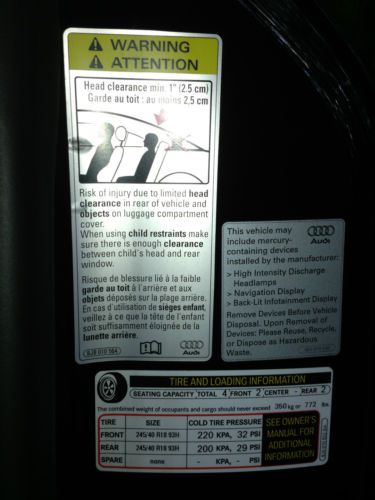 WARNING
ATTENTION
Head clearance min. 1" (2.5 cm)
Garde au toit : au moins 2,5 cm
Risk of injury due to limited head
clearance in rear of vehicle and
objects on luggage compartment
cover.
When using child restraints make
sure there is enough clearance
between child's head and rear
window.
Risque de blessure lié à la faible
garde au toit à l'arrière et aux
objets déposés sur la plage arrière.
En cas d'utilisation de sièges enfant,
veillez à ce que la tête de l'enfant
soit suffisamment éloignée de la
lunette arrière.
8J8 010 564
Audi
This vehicle may
include mercury-
containing devices
installed by the manufacturer:
Audi
> High Intensity Discharge
Headlamps
> Navigation Display
> Back-Lit Infotainment Display
Remove Devices Before Vehicle
Disposal. Upon Removal of
Devices: Please Reuse, Recycle,
or Dispose as Hazardous
Waste.
TIRE AND LOADING INFORMATION
SEATING CAPACITY TOTAL 4 FRONT 2 CENTER - REAR 2
The combined weight of occupants and cargo should never exceed 350 kg or 772 lbs.
TIRE SIZE COLD TIRE PRESSURE
FRONT 245/40 R18 93H 220 KPA, 32 PSI
REAR 245/40 R18 93H 200 KPA, 29 PSI
SPARE none - KPA, - PSI
SEE OWNER'S
MANUAL FOR
ADDITIONAL
INFORMATION